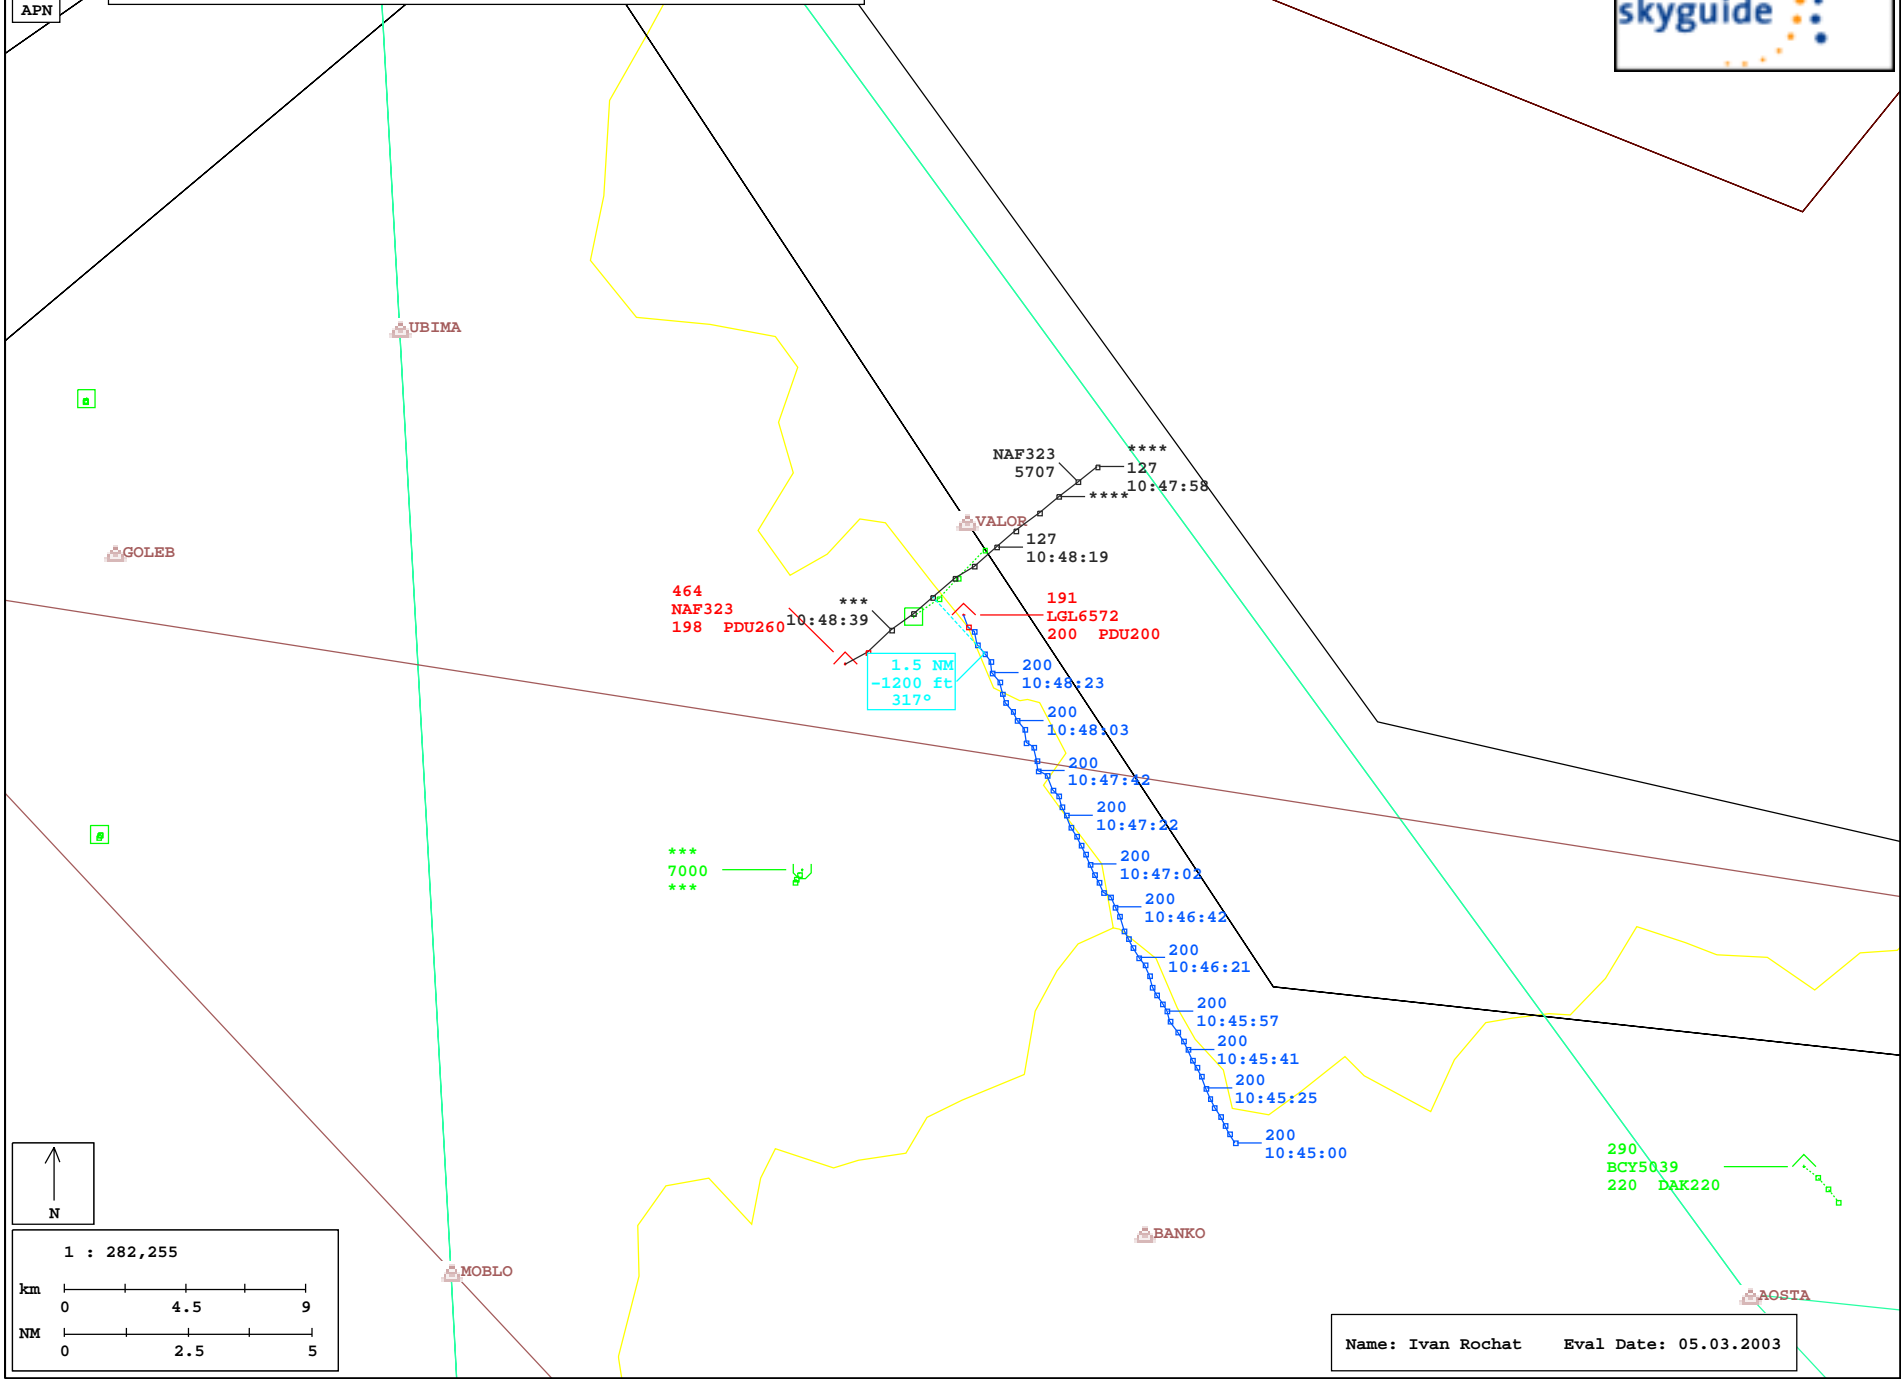 APN
skyguide
UBIMA
NAF323
5707
****
127
10:47:58
****
VALOR
127
10:48:19
GOLEB
464
NAF323
198 PDU260
***
10:48:39
191
LGL6572
200 PDU200
1.5 NM
-1200 ft
317°
200
10:48:23
200
10:48:03
200
10:47:42
200
10:47:22
***
7000
***
200
10:47:02
200
10:46:42
200
10:46:21
200
10:45:57
200
10:45:41
200
10:45:25
200
10:45:00
290
BCY5039
220 DAK220
N
BANKO
1 : 282,255
MOBLO
km
0 4.5 9
NM
0 2.5 5
AOSTA
Name: Ivan Rochat Eval Date: 05.03.2003